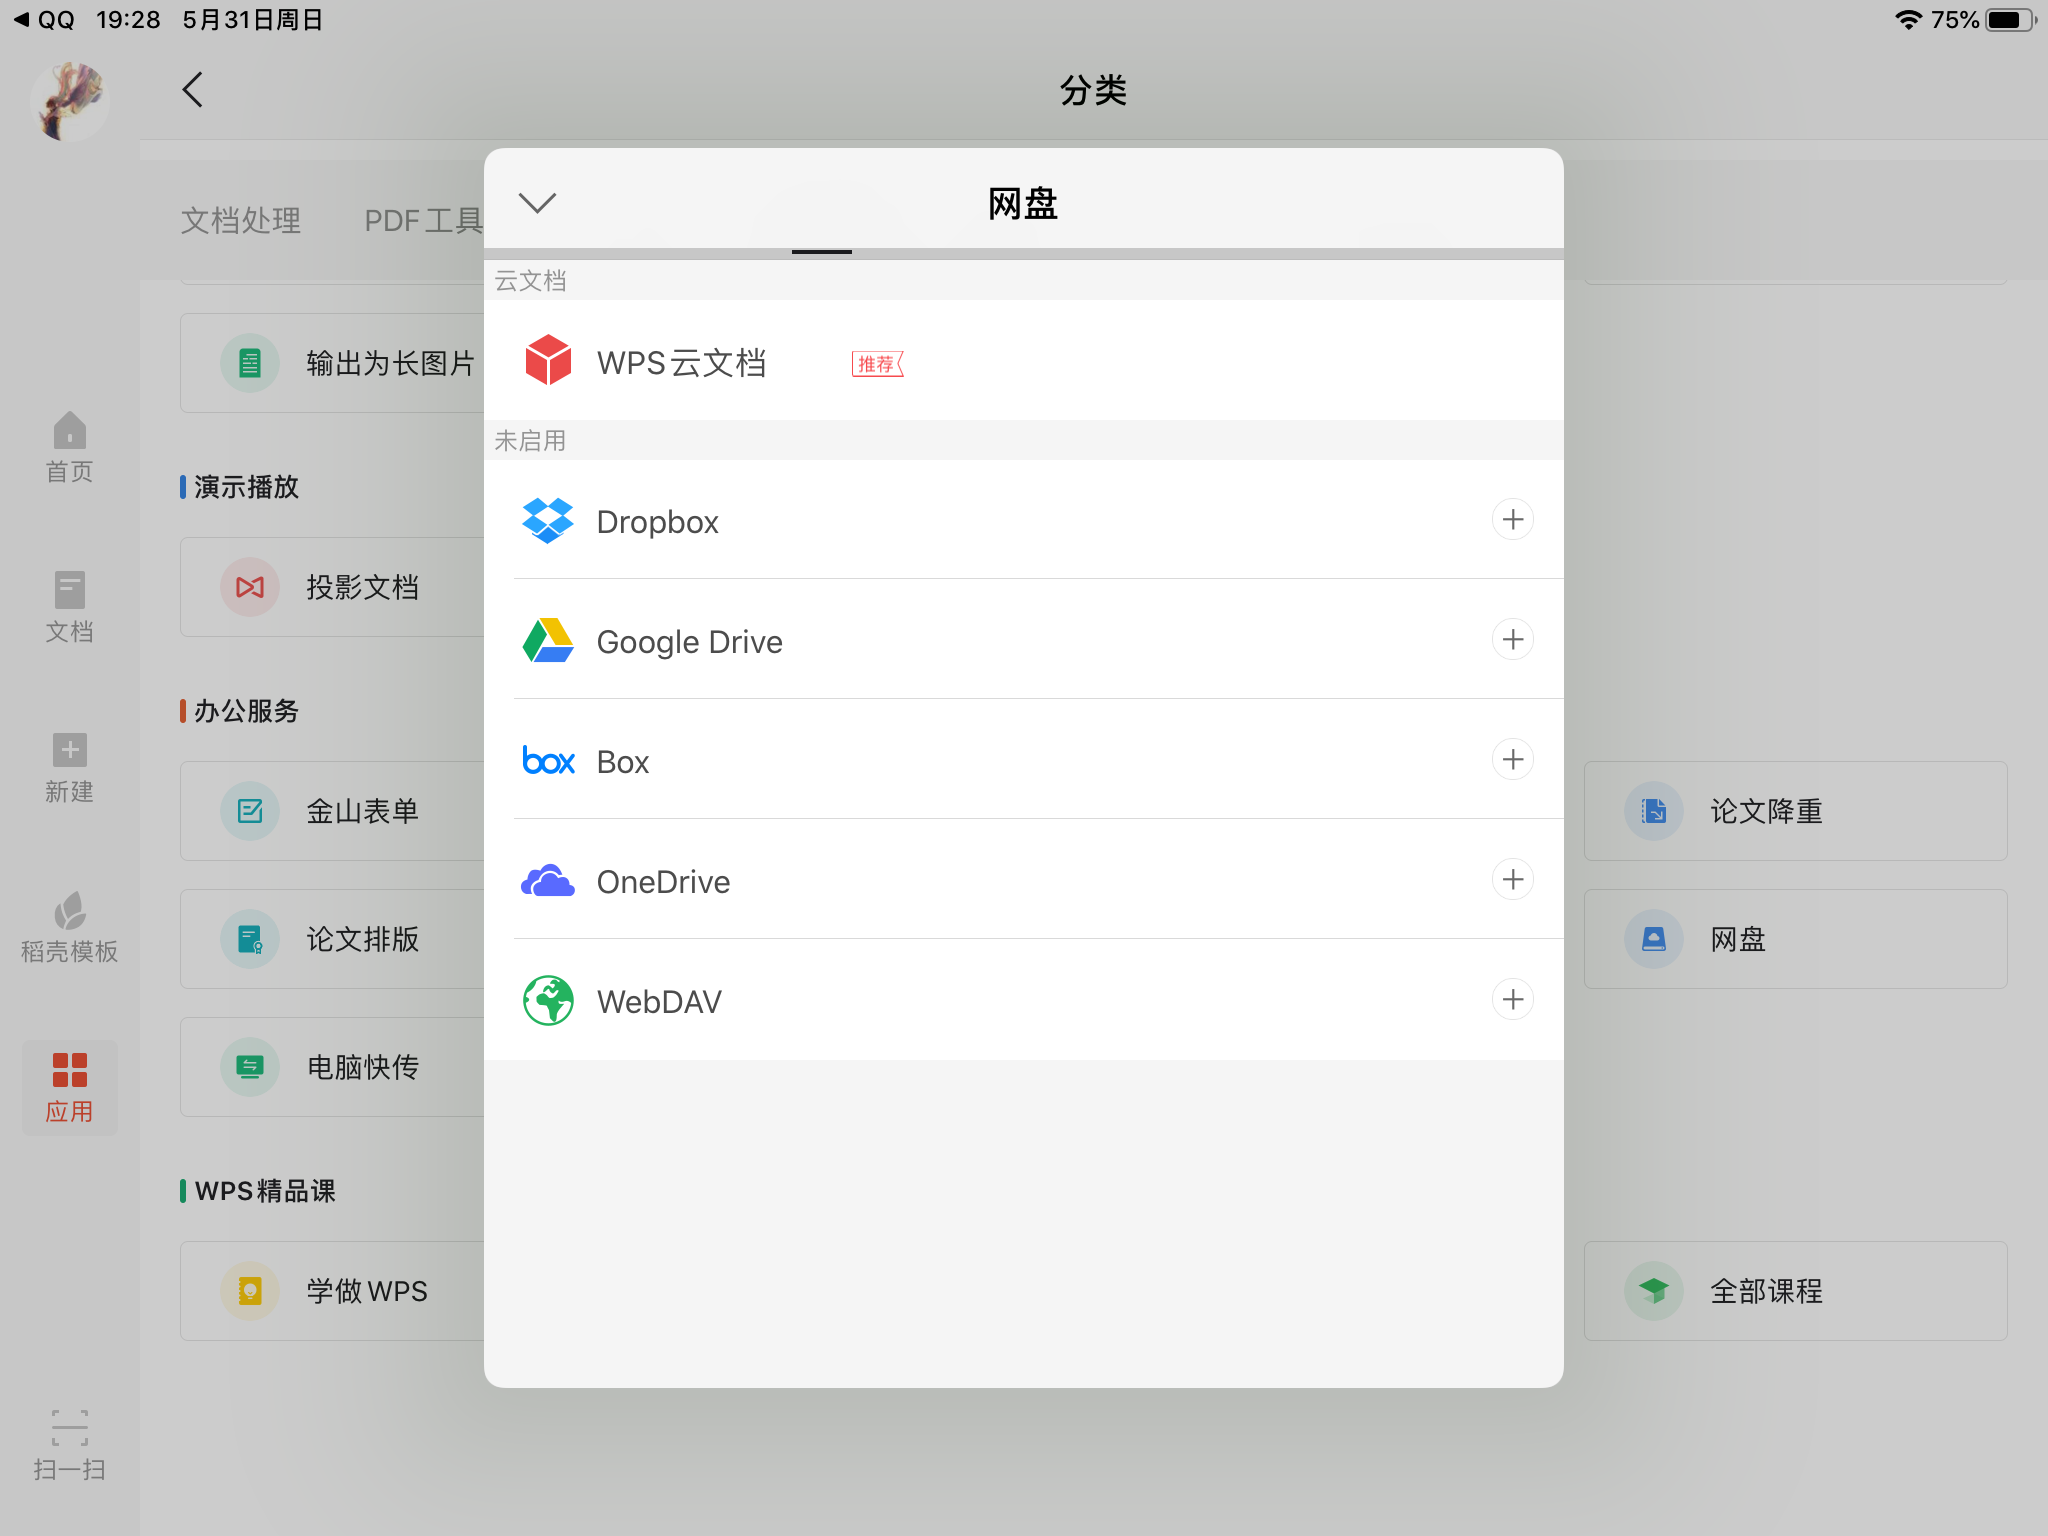 QQ 19:28 5月31日周日
75%
分类
网盘
文档处理 PDF工具
云文档
WPS云文档 推荐
输出为长图片
首页
未启用
演示播放
Dropbox
投影文档
文档
Google Drive
办公服务
Box
新建
金山表单
论文降重
OneDrive
论文排版
网盘
稻壳模板
WebDAV
电脑快传
应用
WPS精品课
学做WPS
全部课程
扫一扫